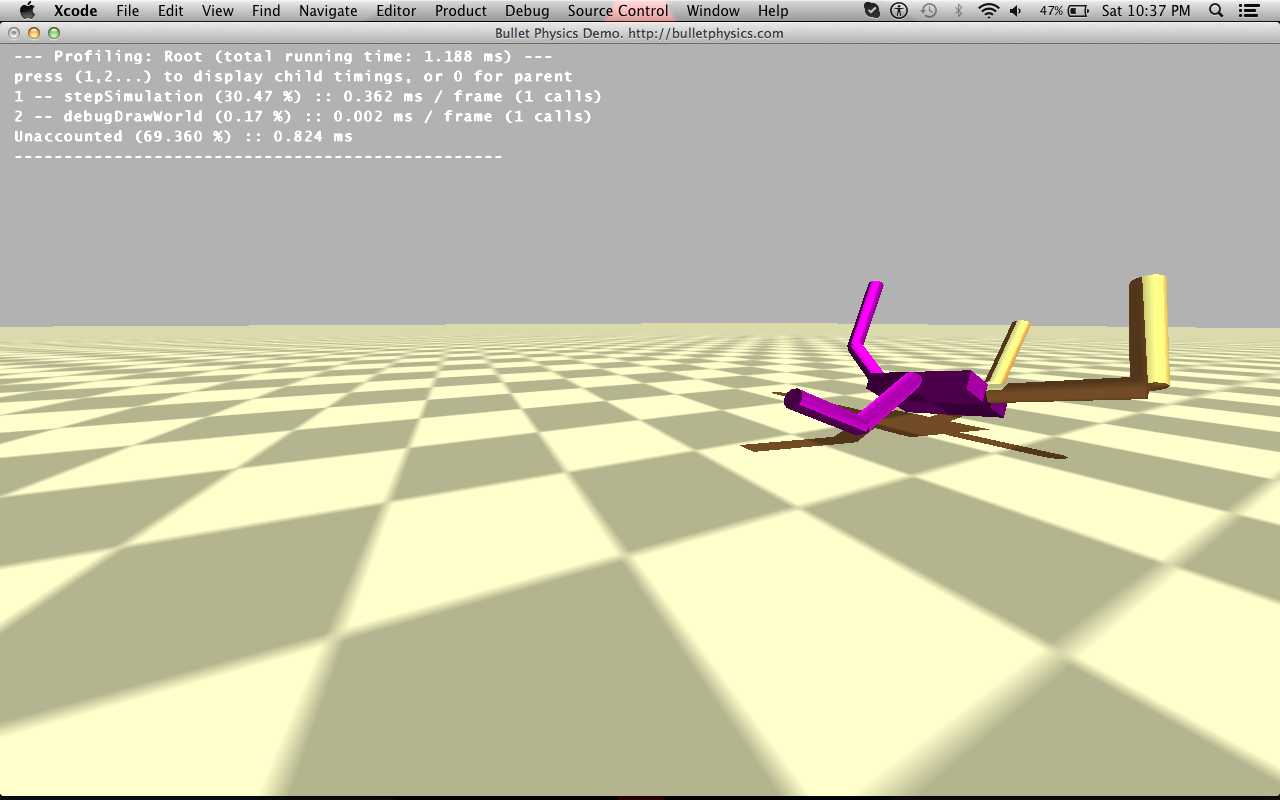 Xcode File Edit View Find Navigate Editor Product Debug Source Control Window Help 47% Sat 10:37 PM
Bullet Physics Demo. http://bulletphysics.com
--- Profiling: Root (total running time: 1.188 ms) ---
press (1,2...) to display child timings, or 0 for parent
1 -- stepSimulation (30.47 %) :: 0.362 ms / frame (1 calls)
2 -- debugDrawWorld (0.17 %) :: 0.002 ms / frame (1 calls)
Unaccounted (69.360 %) :: 0.824 ms
-------------------------------------------------